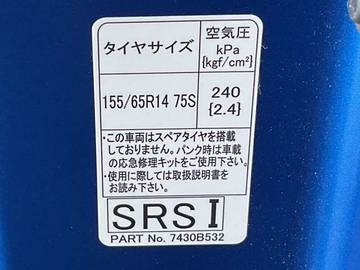 タイヤサイズ 空気圧
kPa
{kgf/cm²}
155/65R14 75S 240
{2.4}
・この車両はスペアタイヤを搭載
しておりません。パンク時は車載
の応急修理キットをご使用下さい。
・使用に際しては取扱説明書を
お読み下さい。
SRS I
PART No. 7430B532